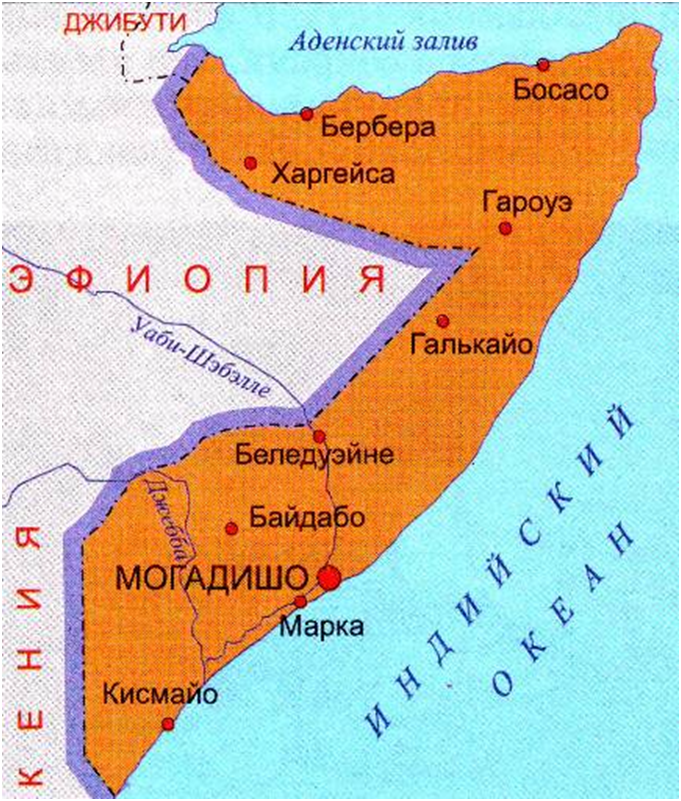 ДЖИБУТИ
Аденский залив
Босасо
Бербера
Харгейса
Гароуэ
ЭФИОПИЯ
Уаби-Шэбэлле
Галькайо
Беледуэйне
Джебба
Байдабо
МОГАДИШО
Марка
ИНДИЙСКИЙ
ОКЕАН
КЕНИЯ
Кисмайо